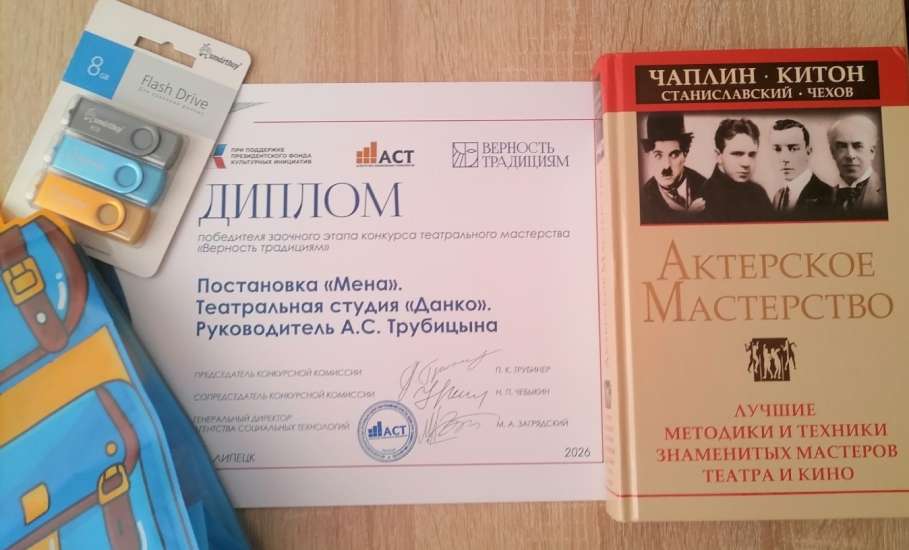 smartbuy
8 GB
Flash Drive
ПРИ ПОДДЕРЖКЕ
ПРЕЗИДЕНТСКОГО ФОНДА
КУЛЬТУРНЫХ ИНИЦИАТИВ
АСТ
ВЕРНОСТЬ
ТРАДИЦИЯМ
ДИПЛОМ
победителя заочного этапа конкурса театрального мастерства
«Верность традициям»
Постановка «Мена».
Театральная студия «Данко».
Руководитель А.С. Трубицына
ПРЕДСЕДАТЕЛЬ КОНКУРСНОЙ КОМИССИИ
П. К. ГРУБИНЕР
СОПРЕДСЕДАТЕЛЬ КОНКУРСНОЙ КОМИССИИ
Н. П. ЧЕБЫКИН
ГЕНЕРАЛЬНЫЙ ДИРЕКТОР
АГЕНТСТВА СОЦИАЛЬНЫХ ТЕХНОЛОГИЙ
М. А. ЗАГРЯДСКИЙ
АСТ
ЛИПЕЦК
2026
ЧАПЛИН · КИТОН
СТАНИСЛАВСКИЙ · ЧЕХОВ
АКТЕРСКОЕ
МАСТЕРСТВО
ЛУЧШИЕ
МЕТОДИКИ И ТЕХНИКИ
ЗНАМЕНИТЫХ МАСТЕРОВ
ТЕАТРА И КИНО